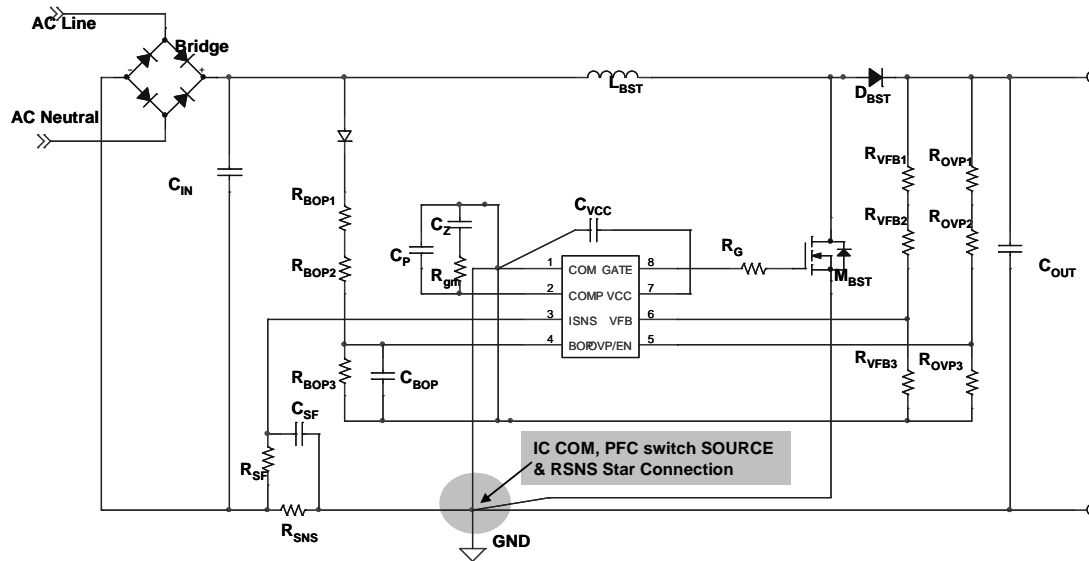 AC Line
Bridge
- +
AC Neutral
LBST
DBST
CIN
RBOP1
RBOP2
RBOP3
CBOP
CZ
CP
Rgm
CVCC
RG
MBST
RVFB1
RVFB2
RVFB3
ROVP1
ROVP2
ROVP3
COUT
1 COM GATE 8
2 COMP VCC 7
3 ISNS VFB 6
4 BOP OVP/EN 5
CSF
RSF
RSNS
IC COM, PFC switch SOURCE
& RSNS Star Connection
GND